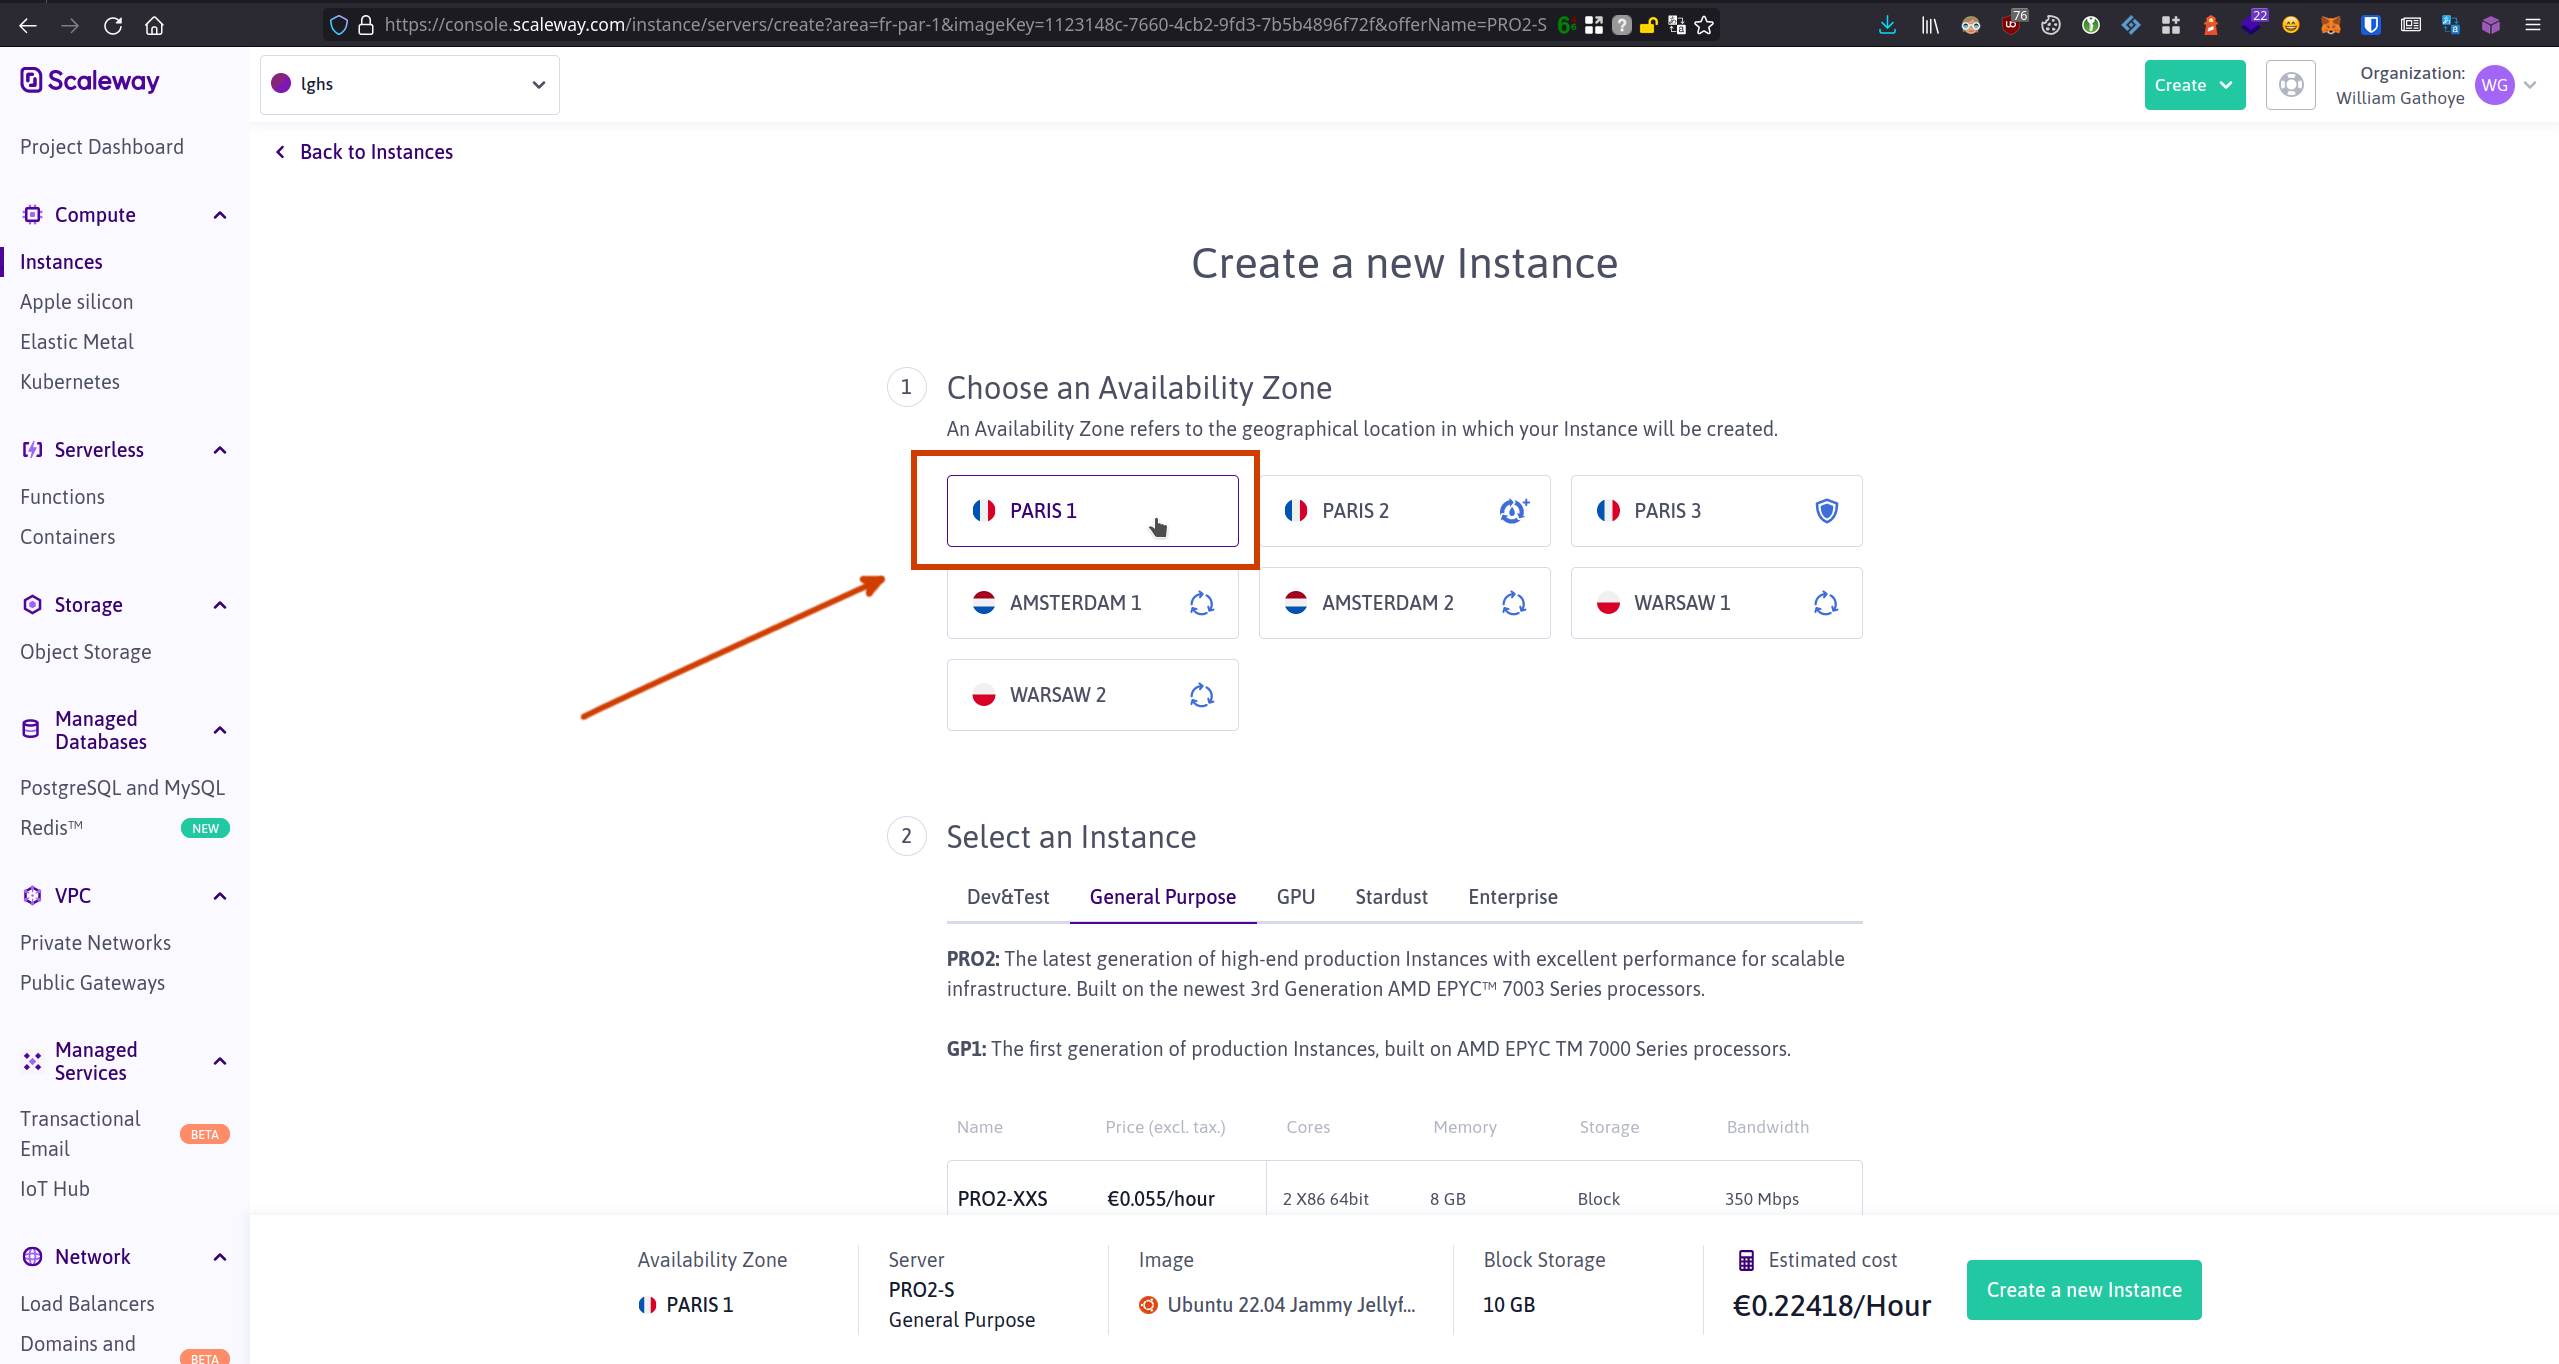 https://console.scaleway.com/instance/servers/create?area=fr-par-1&imageKey=1123148c-7660-4cb2-9fd3-7b5b4896f72f&offerName=PRO2-S
76
22
Scaleway
lghs
Create
Organization:
William Gathoye
WG
Project Dashboard
Compute
Instances
Apple silicon
Elastic Metal
Kubernetes
Serverless
Functions
Containers
Storage
Object Storage
Managed
Databases
PostgreSQL and MySQL
Redis™ NEW
VPC
Private Networks
Public Gateways
Managed
Services
Transactional
Email
BETA
IoT Hub
Network
Load Balancers
Domains and
BETA
Back to Instances
Create a new Instance
1 Choose an Availability Zone
An Availability Zone refers to the geographical location in which your Instance will be created.
PARIS 1 PARIS 2 PARIS 3
AMSTERDAM 1 AMSTERDAM 2 WARSAW 1
WARSAW 2
2 Select an Instance
Dev&Test General Purpose GPU Stardust Enterprise
PRO2: The latest generation of high-end production Instances with excellent performance for scalable
infrastructure. Built on the newest 3rd Generation AMD EPYC™ 7003 Series processors.
GP1: The first generation of production Instances, built on AMD EPYC TM 7000 Series processors.
Name Price (excl. tax.) Cores Memory Storage Bandwidth
PRO2-XXS €0.055/hour 2 X86 64bit 8 GB Block 350 Mbps
Availability Zone
PARIS 1
Server
PRO2-S
General Purpose
Image
Ubuntu 22.04 Jammy Jellyf...
Block Storage
10 GB
Estimated cost
€0.22418/Hour
Create a new Instance